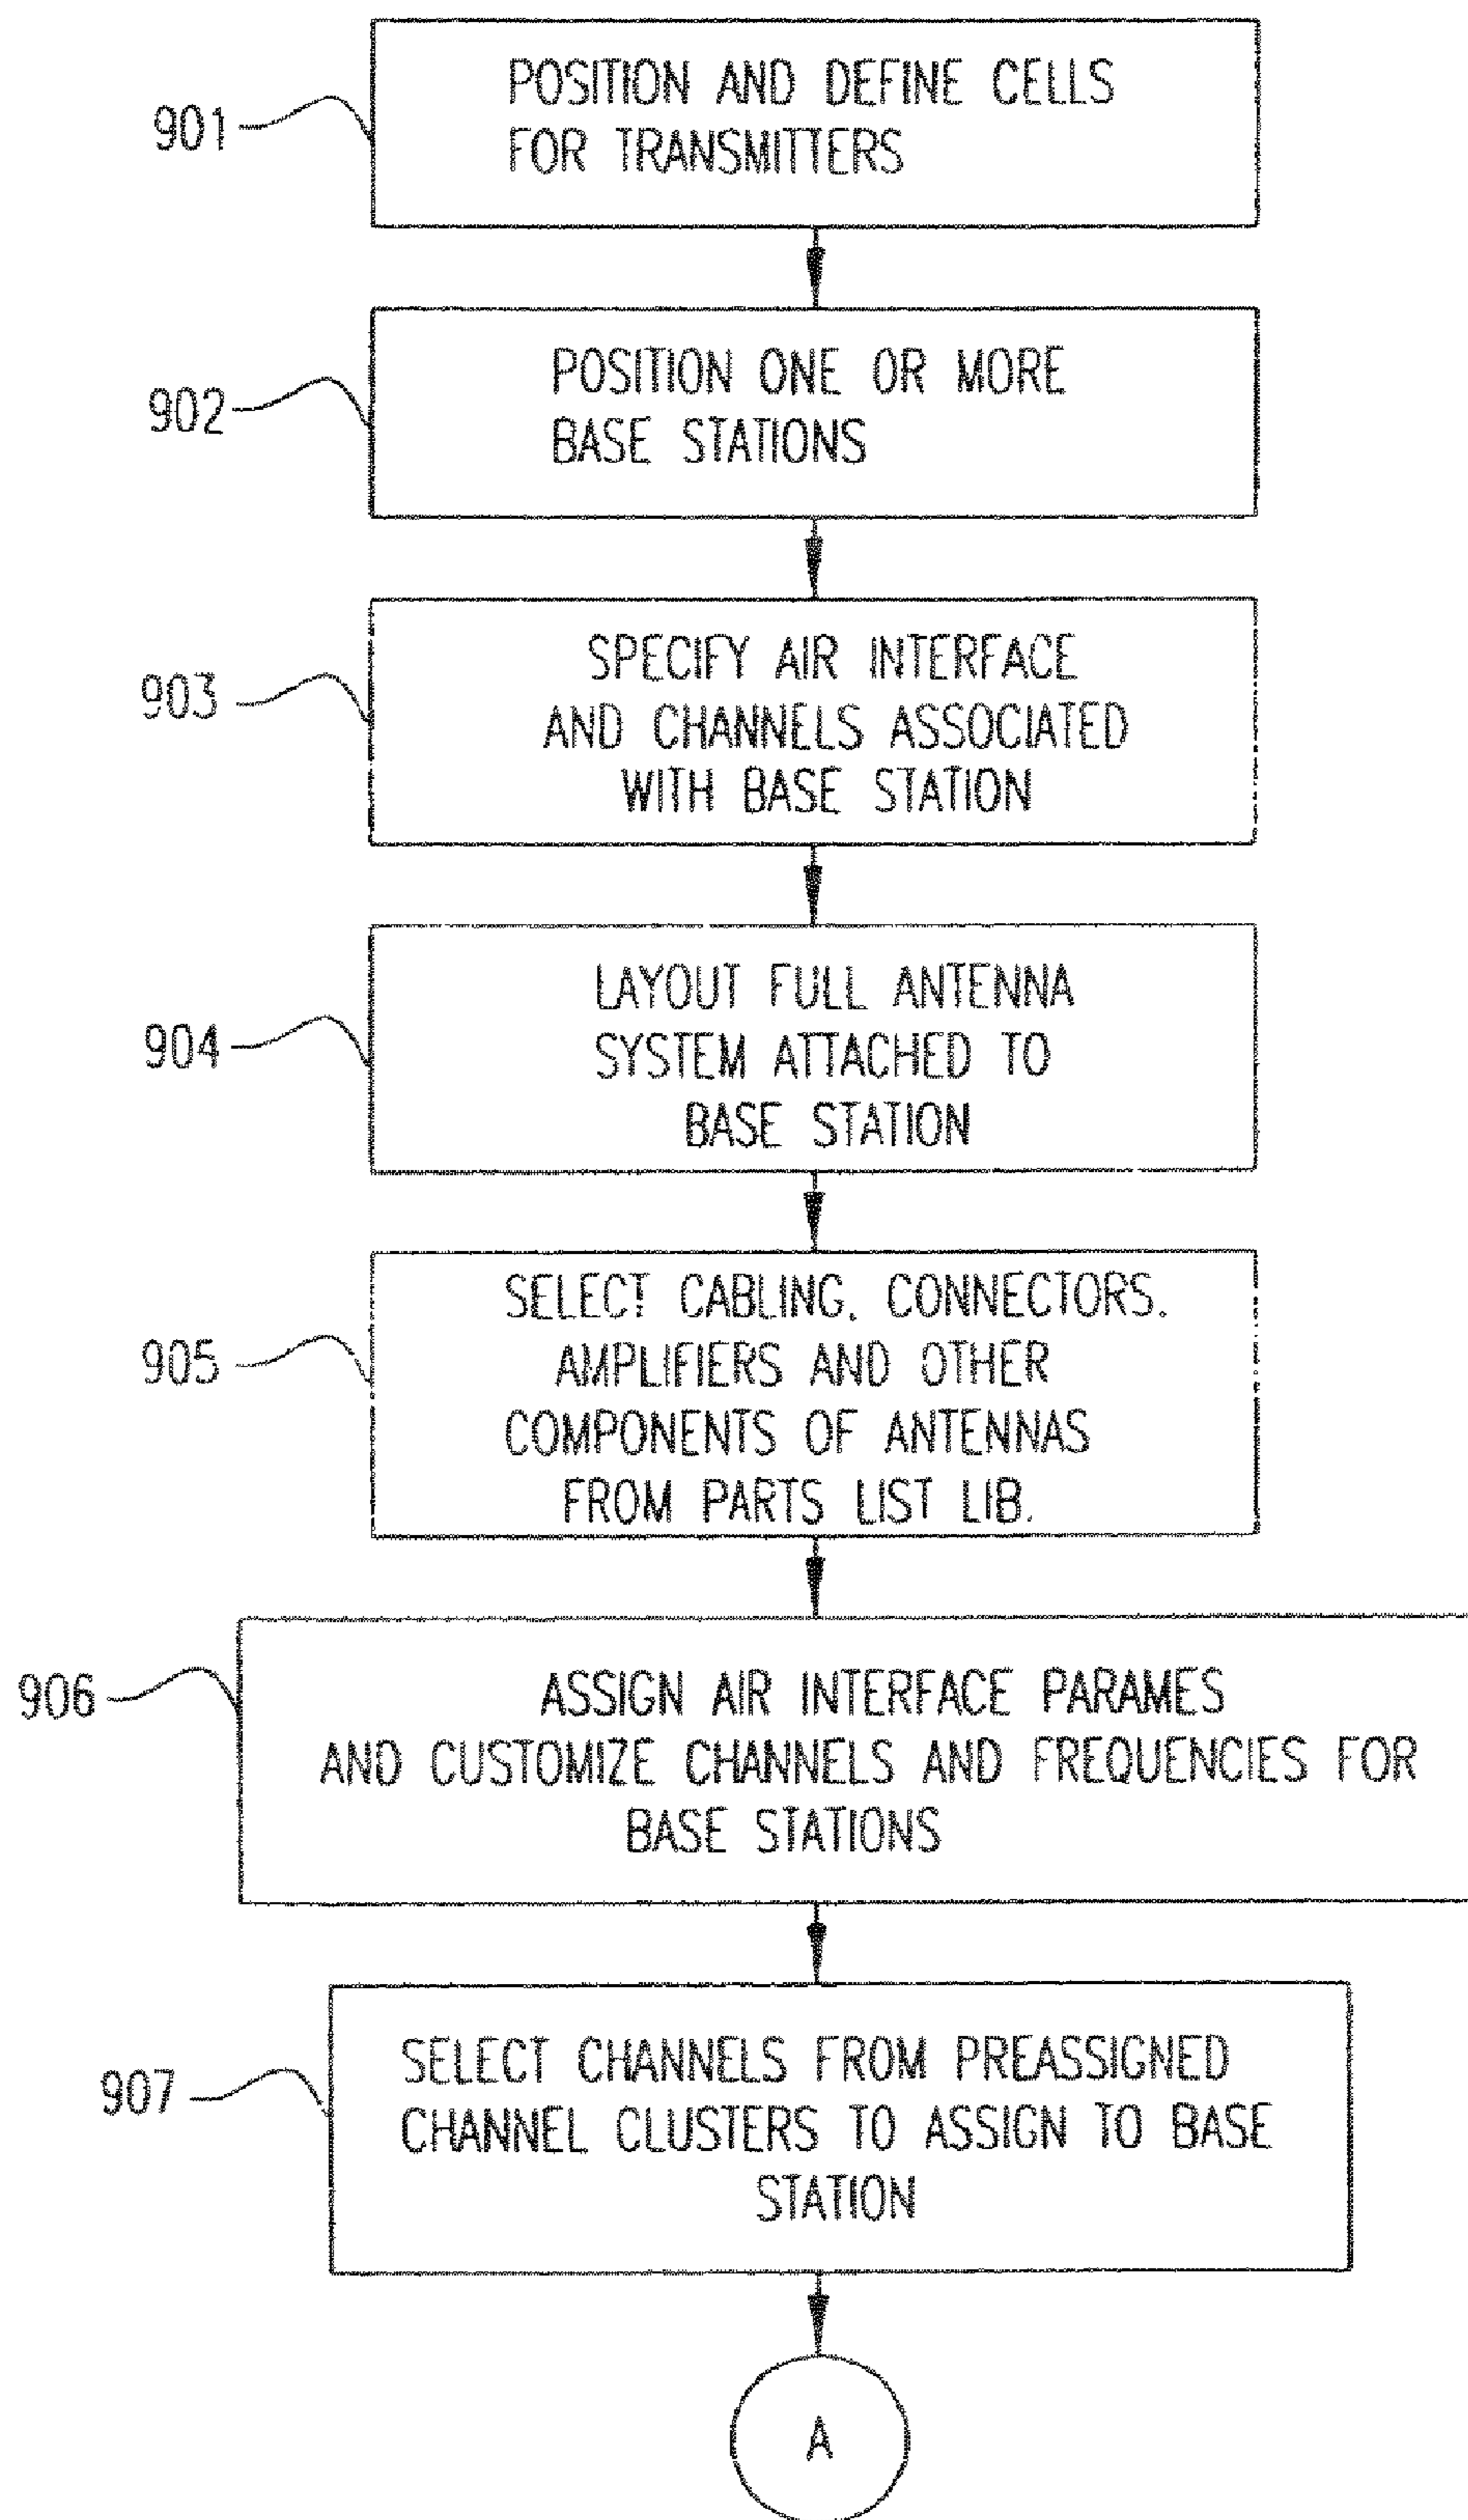 901
POSITION AND DEFINE CELLS
FOR TRANSMITTERS
902
POSITION ONE OR MORE
BASE STATIONS
903
SPECIFY AIR INTERFACE
AND CHANNELS ASSOCIATED
WITH BASE STATION
904
LAYOUT FULL ANTENNA
SYSTEM ATTACHED TO
BASE STATION
905
SELECT CABLING, CONNECTORS.
AMPLIFIERS AND OTHER
COMPONENTS OF ANTENNAS
FROM PARTS LIST LIB.
906
ASSIGN AIR INTERFACE PARAMES
AND CUSTOMIZE CHANNELS AND FREQUENCIES FOR
BASE STATIONS
907
SELECT CHANNELS FROM PREASSIGNED
CHANNEL CLUSTERS TO ASSIGN TO BASE
STATION
A